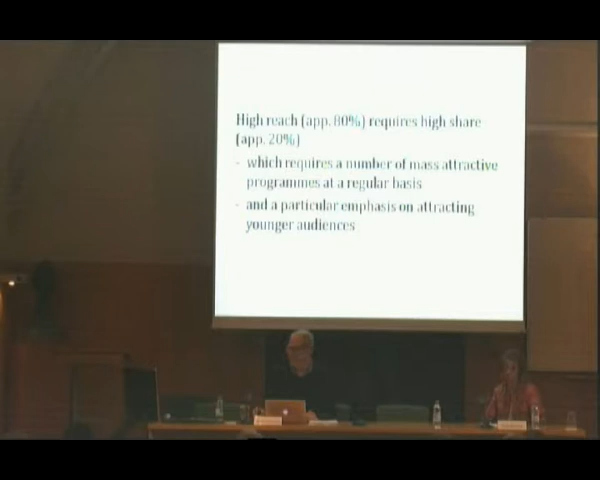 High reach (app. 80%) requires high share
(app. 20%)
- which requires a number of mass attractive
programmes at a regular basis
- and a particular emphasis on attracting
younger audiences